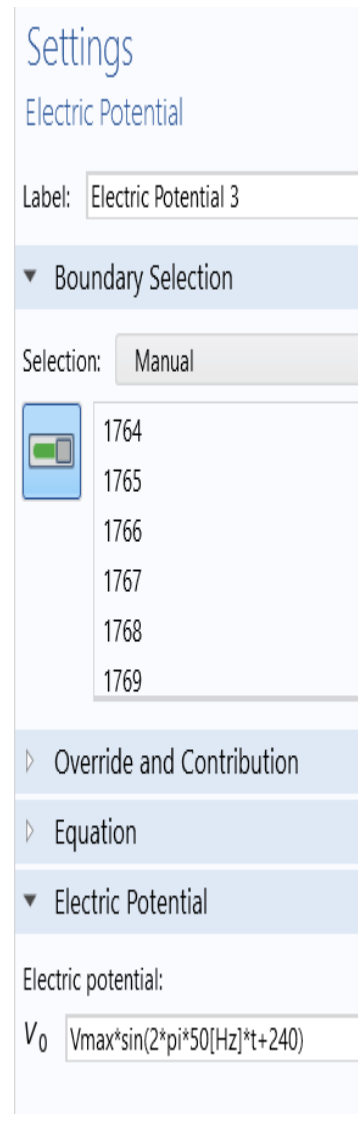 Settings
Electric Potential
Label: Electric Potential 3
Boundary Selection
Selection: Manual
1764
1765
1766
1767
1768
1769
Override and Contribution
Equation
Electric Potential
Electric potential:
V₀ Vmax*sin(2*pi*50[Hz]*t+240)